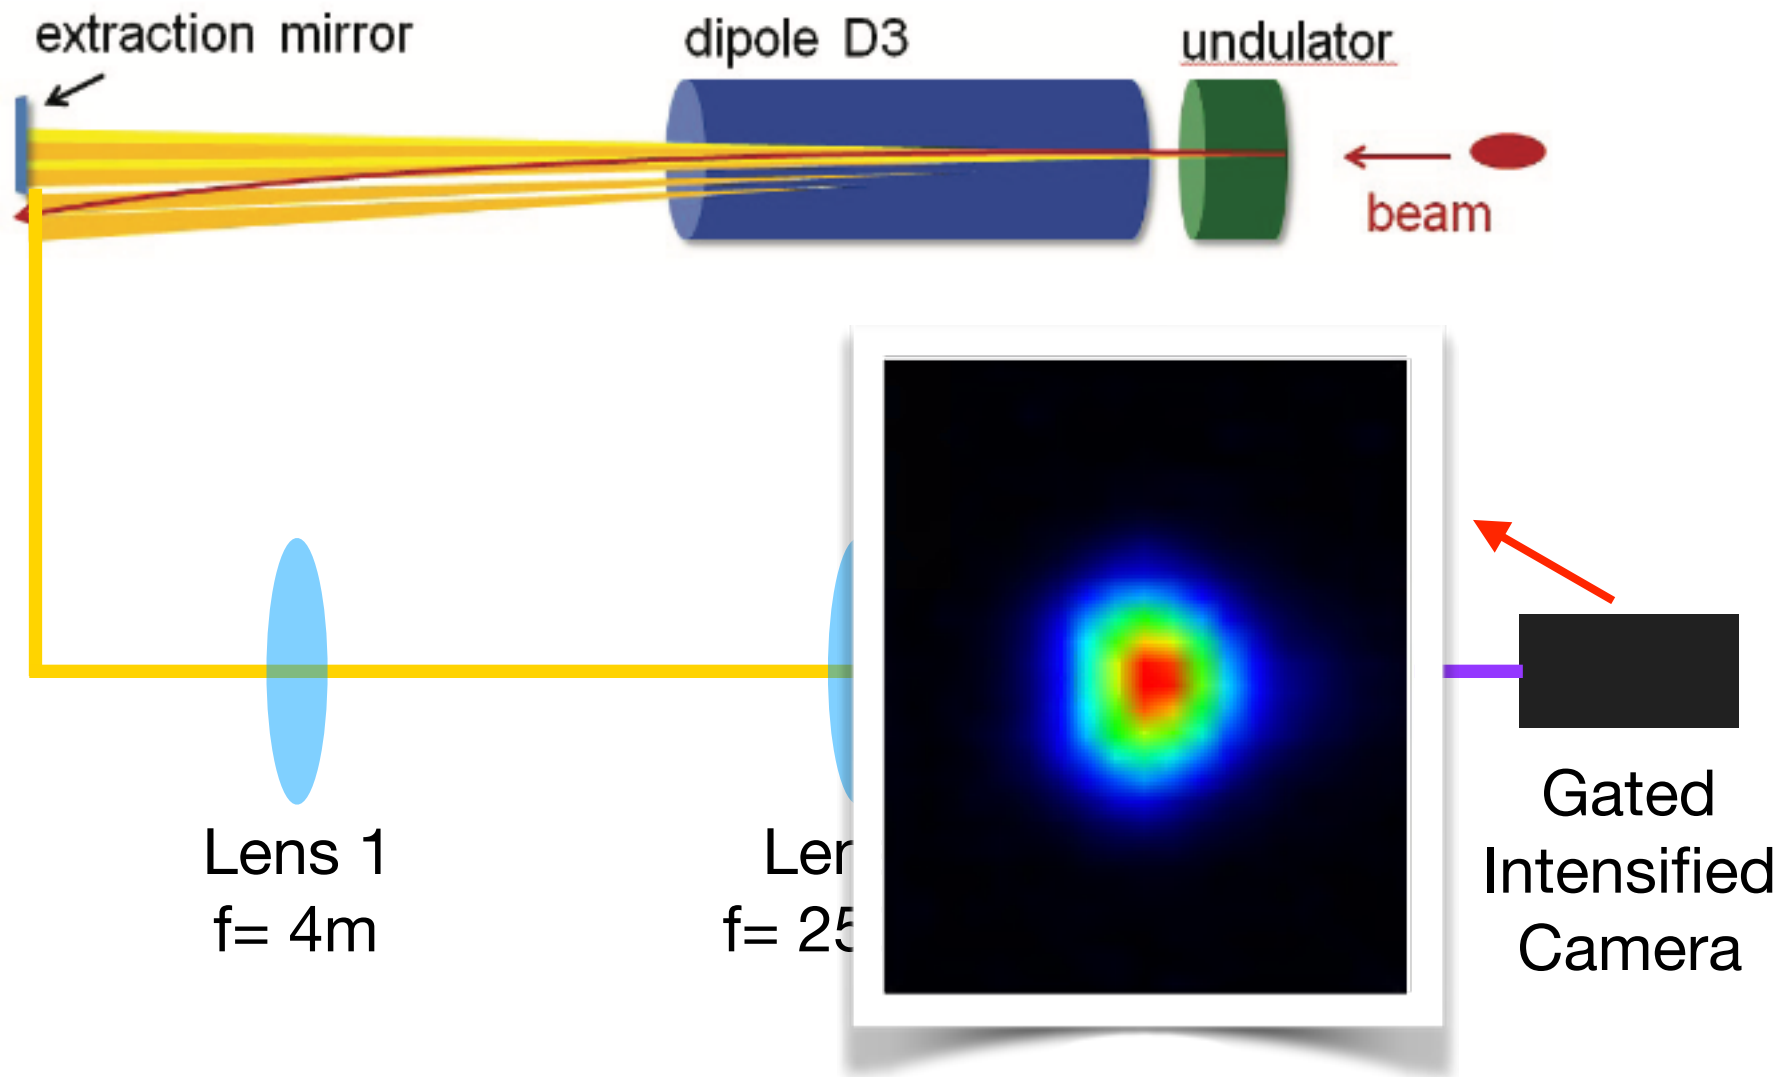 extraction mirror
dipole D3
undulator
beam
Lens 1
f= 4m
f=
Gated
Intensified
Camera